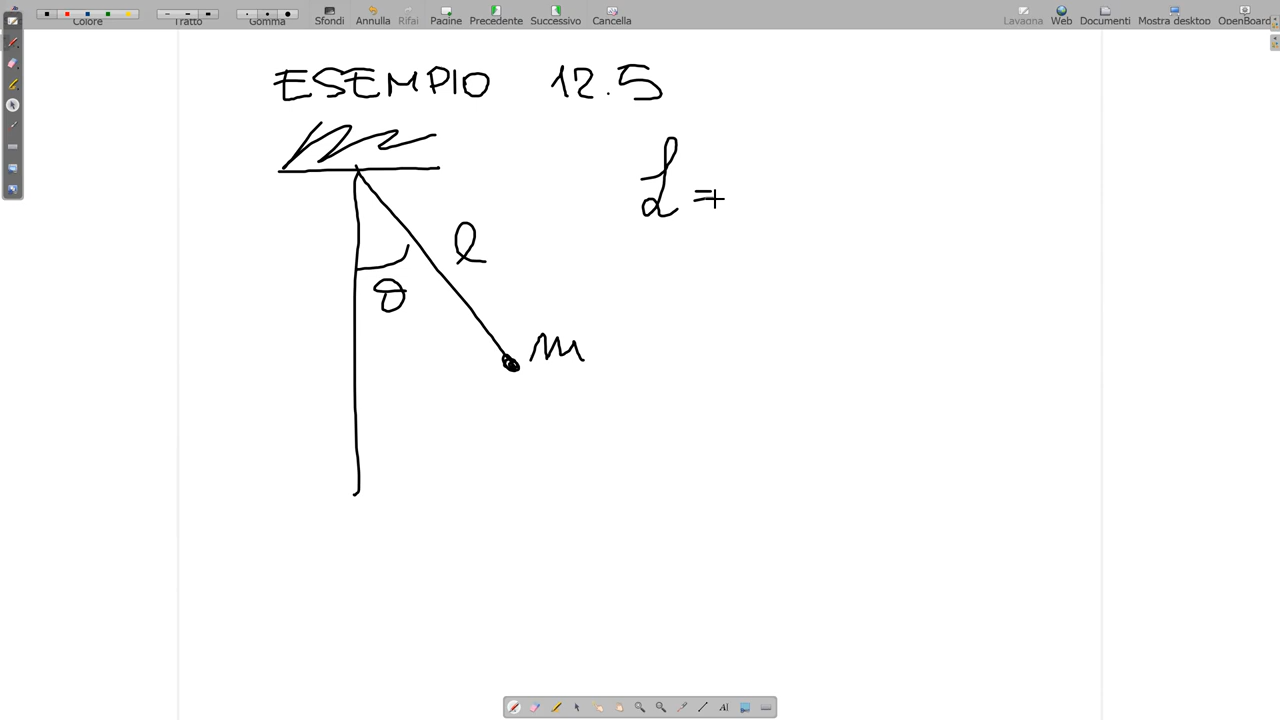 Colore Tratto Gomma Sfondi Annulla Rifai Pagine Precedente Successivo Cancella Lavagna Web Documenti Mostra desktop OpenBoard
ESEMPIO 12.5
ℒ =
l
θ
m
AI